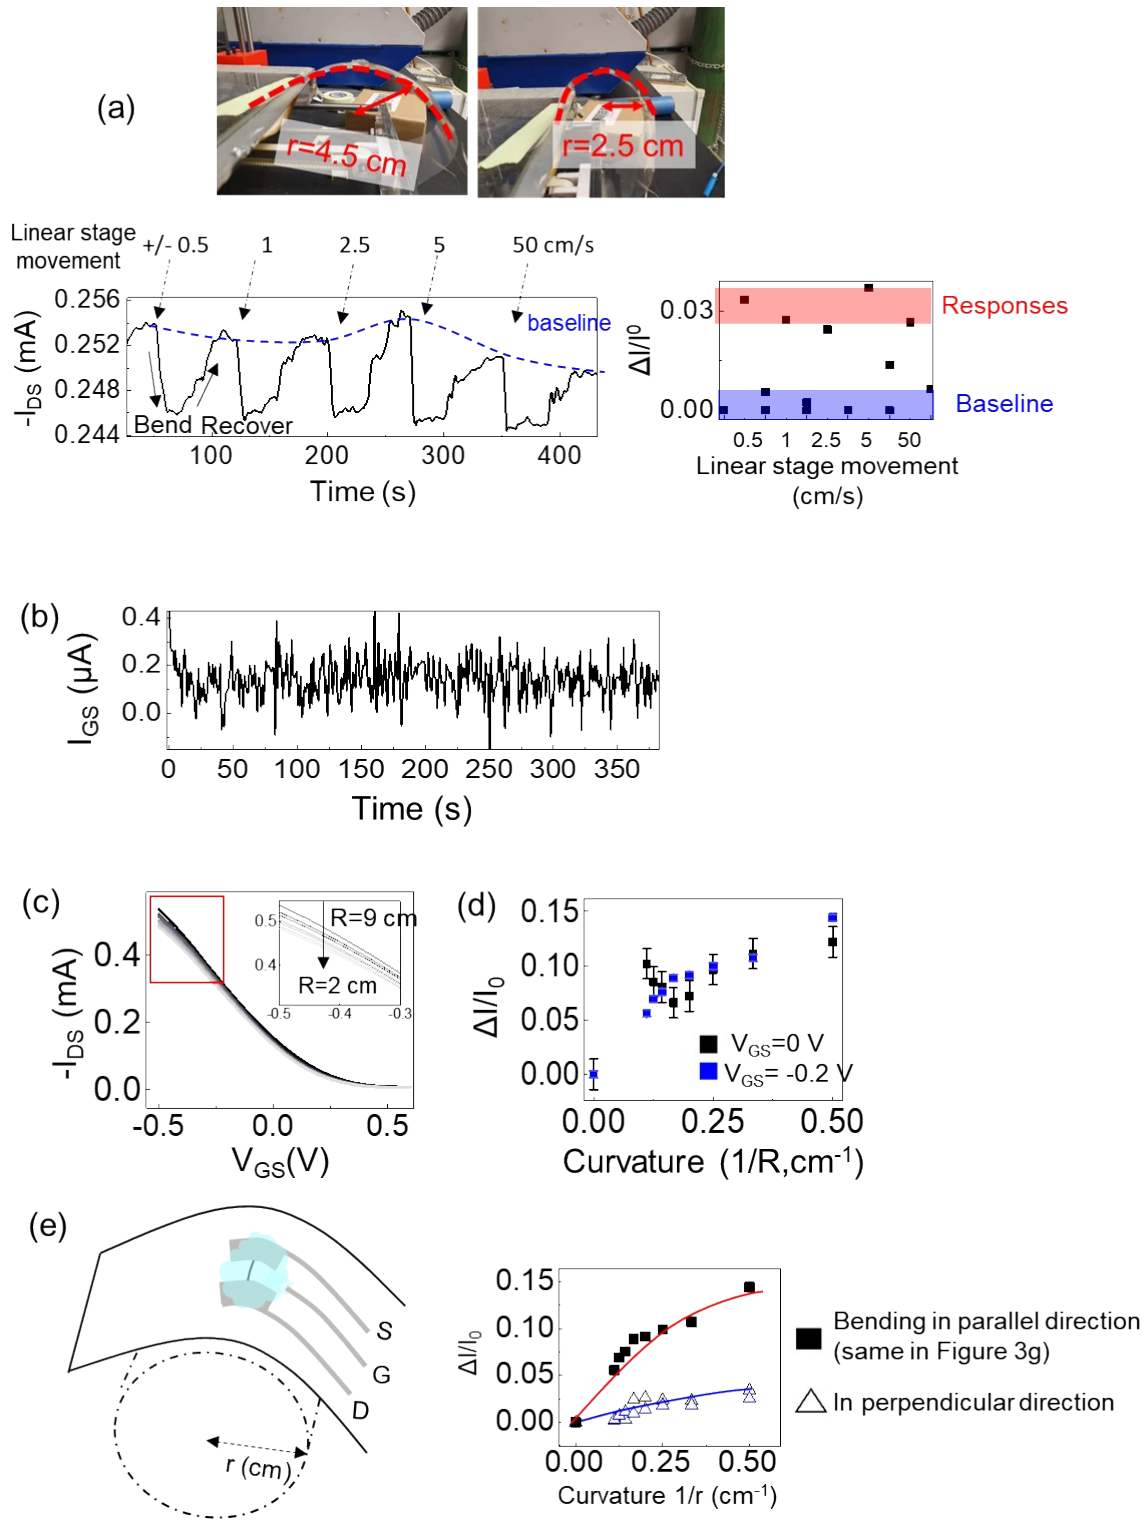 (a)
r=4.5 cm
r=2.5 cm
Linear stage
movement
+/- 0.5
1
2.5
5
50 cm/s
0.256
0.252
0.248
0.244
-I_DS (mA)
baseline
Bend Recover
100
200
300
400
Time (s)
0.03
0.00
ΔI/I⁰
Responses
Baseline
0.5
1
2.5
5
50
Linear stage movement
(cm/s)
(b)
0.4
0.2
0.0
I_GS (μA)
0
50
100
150
200
250
300
350
Time (s)
(c)
0.4
0.2
0.0
-I_DS (mA)
0.5
0.4
R=9 cm
R=2 cm
-0.5
-0.4
-0.3
-0.5
0.0
0.5
V_GS(V)
(d)
0.15
0.10
0.05
0.00
ΔI/I₀
V_GS=0 V
V_GS= -0.2 V
0.00
0.25
0.50
Curvature (1/R,cm⁻¹)
(e)
S
G
D
r (cm)
0.15
0.10
0.05
0.00
ΔI/I₀
0.00
0.25
0.50
Curvature 1/r (cm⁻¹)
Bending in parallel direction
(same in Figure 3g)
In perpendicular direction